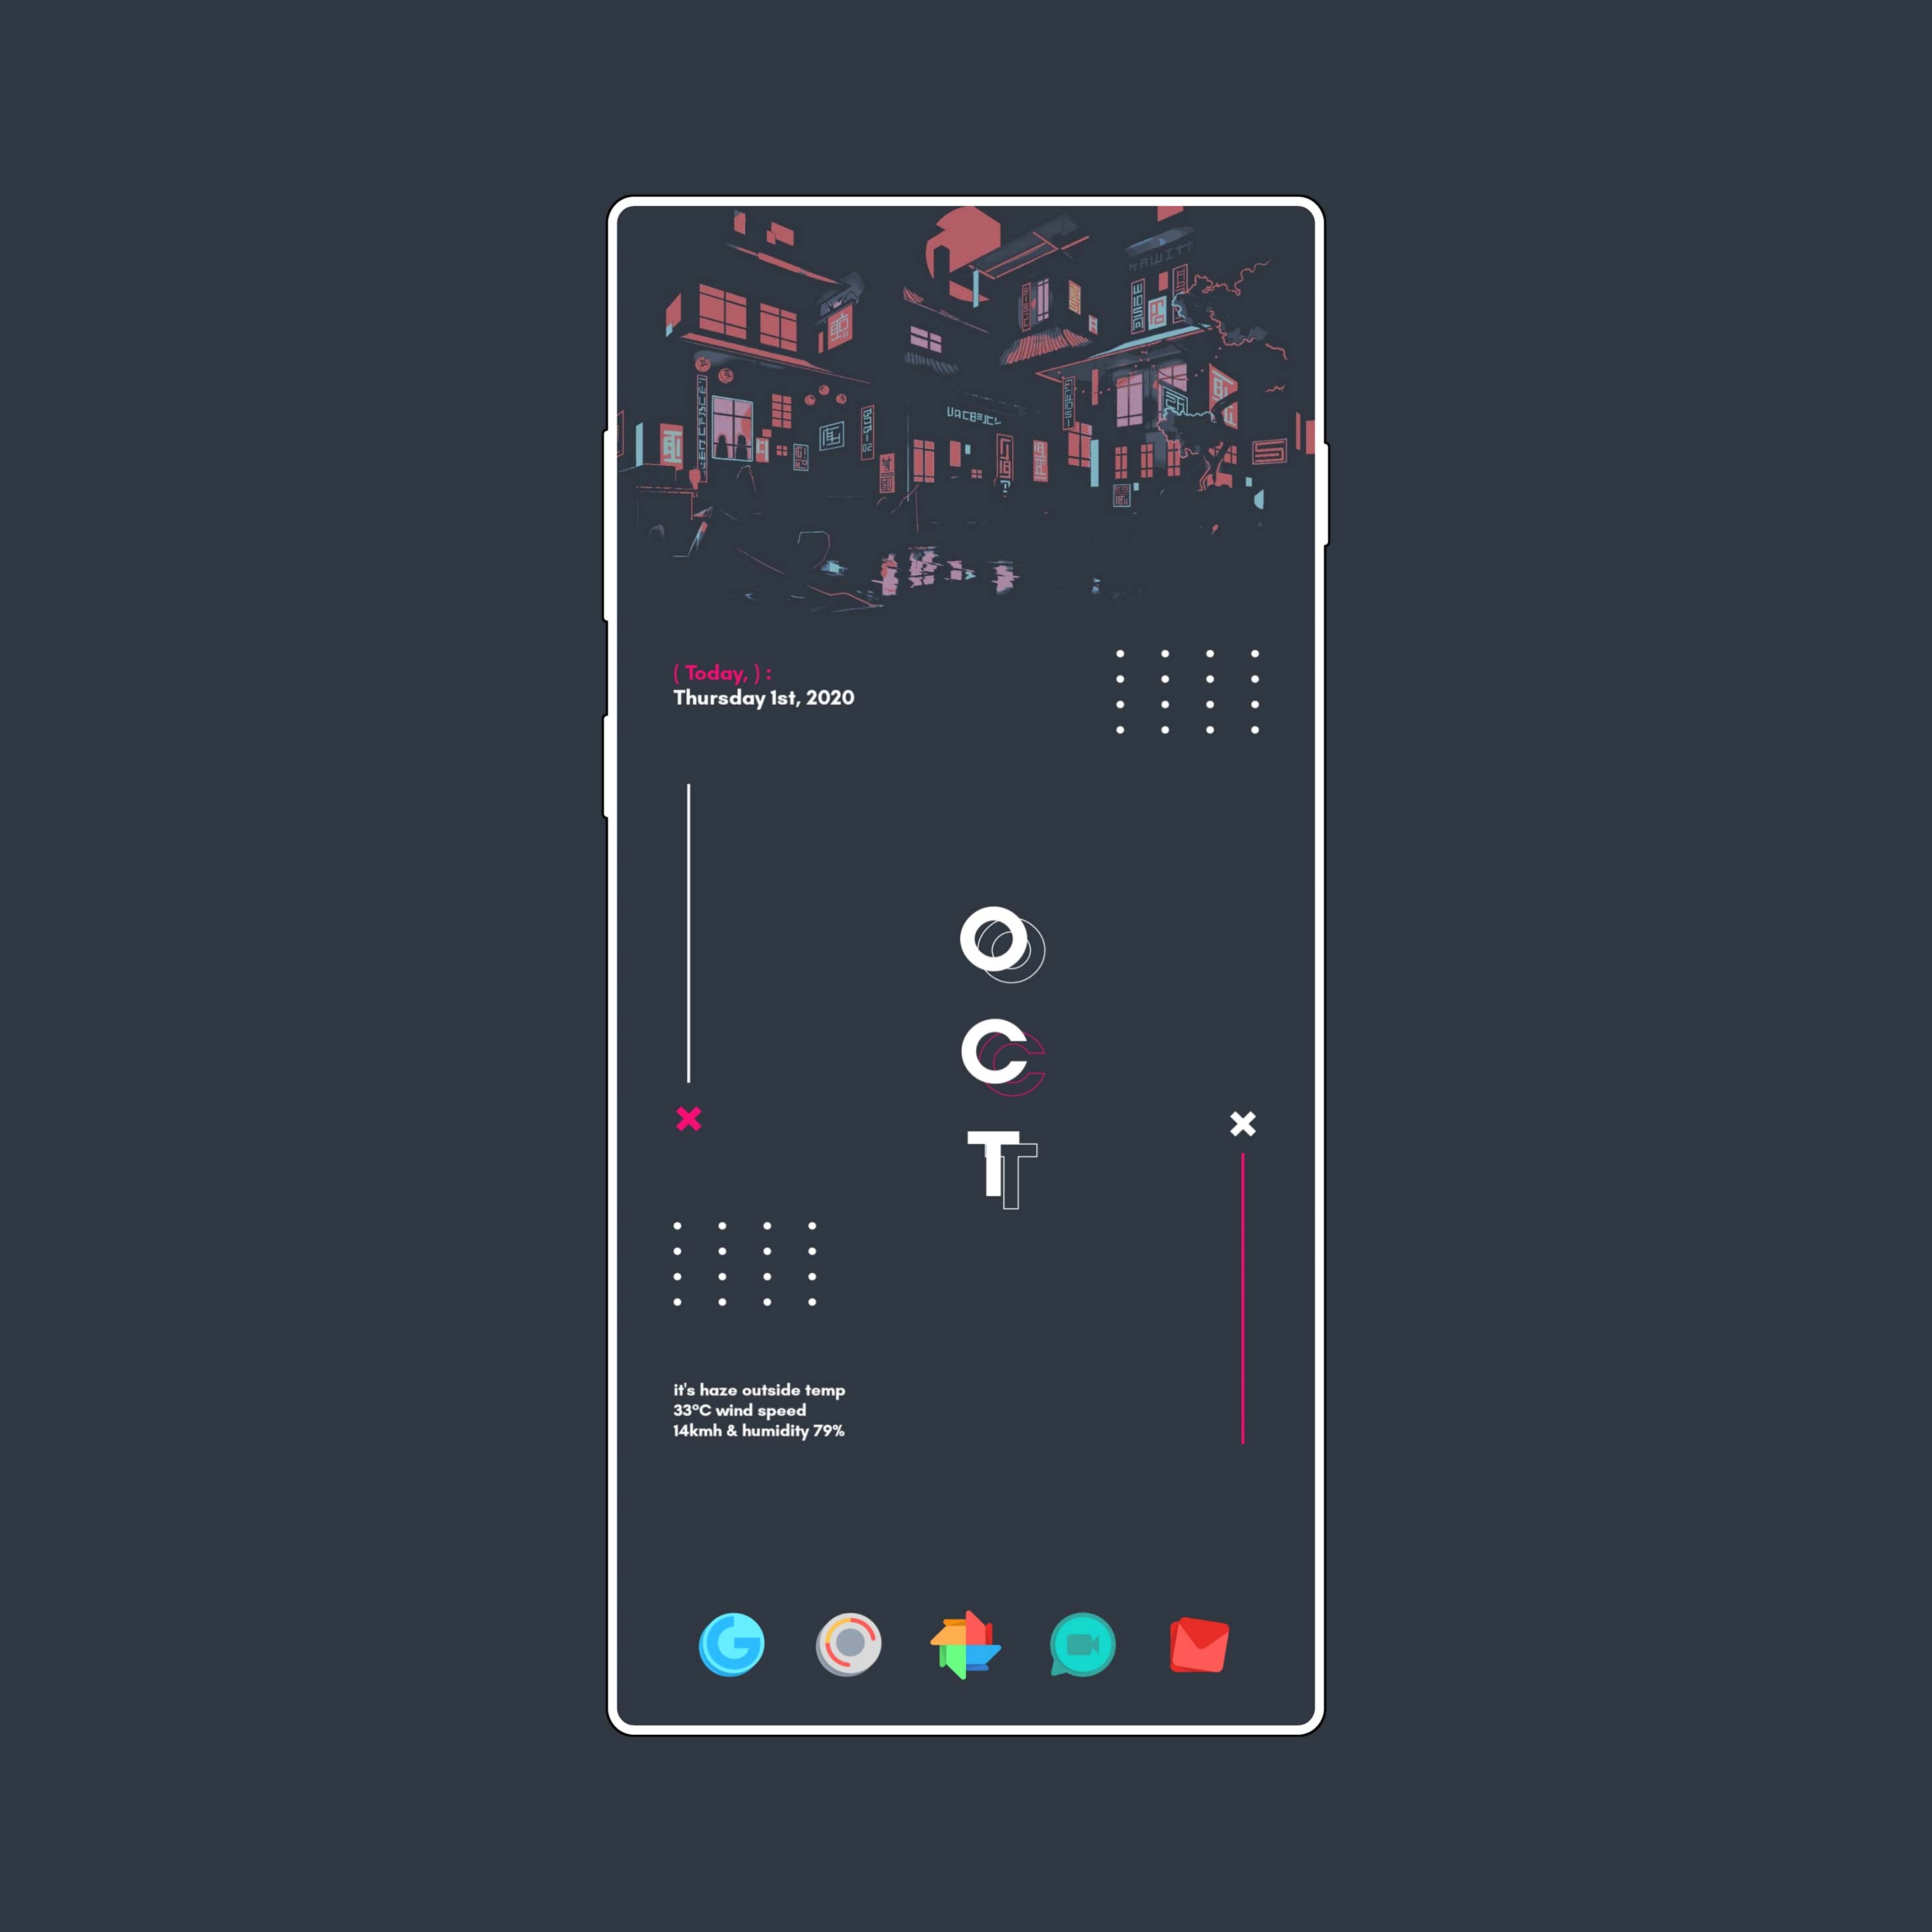 ( Today, ) :
Thursday 1st, 2020
O
C
T
it's haze outside temp
33°C wind speed
14kmh & humidity 79%